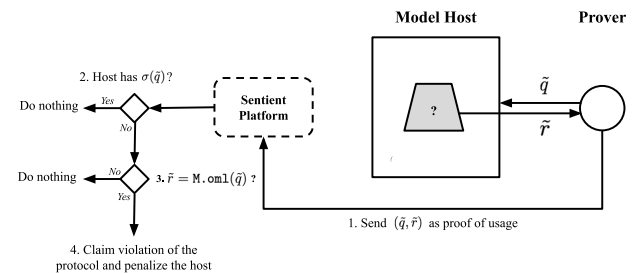 Model Host
Prover
2. Host has σ(q̃)?
Do nothing
Yes
No
Sentient
Platform
?
q̃
r̃
Do nothing
No
Yes
3. r̃ = M.oml(q̃) ?
1. Send (q̃, r̃) as proof of usage
4. Claim violation of the
protocol and penalize the host